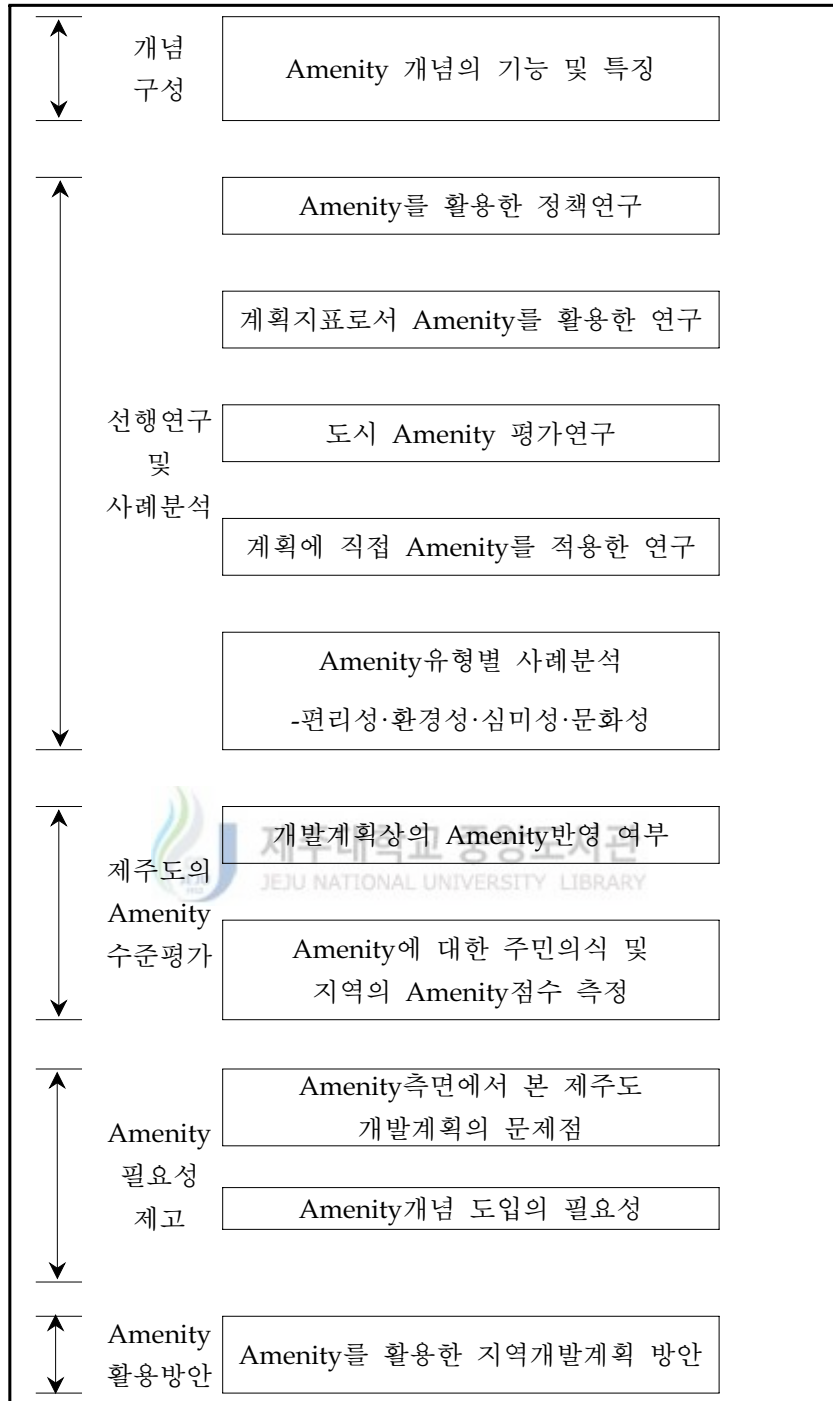 개념
구성
Amenity 개념의 기능 및 특징
선행연구
및
사례분석
Amenity를 활용한 정책연구
계획지표로서 Amenity를 활용한 연구
도시 Amenity 평가연구
계획에 직접 Amenity를 적용한 연구
Amenity유형별 사례분석
-편리성·환경성·심미성·문화성
제주도의
Amenity
수준평가
개발계획상의 Amenity반영 여부
제주대학교 중앙도서관
JEJU NATIONAL UNIVERSITY LIBRARY
Amenity에 대한 주민의식 및
지역의 Amenity점수 측정
Amenity
필요성
제고
Amenity측면에서 본 제주도
개발계획의 문제점
Amenity개념 도입의 필요성
Amenity
활용방안
Amenity를 활용한 지역개발계획 방안